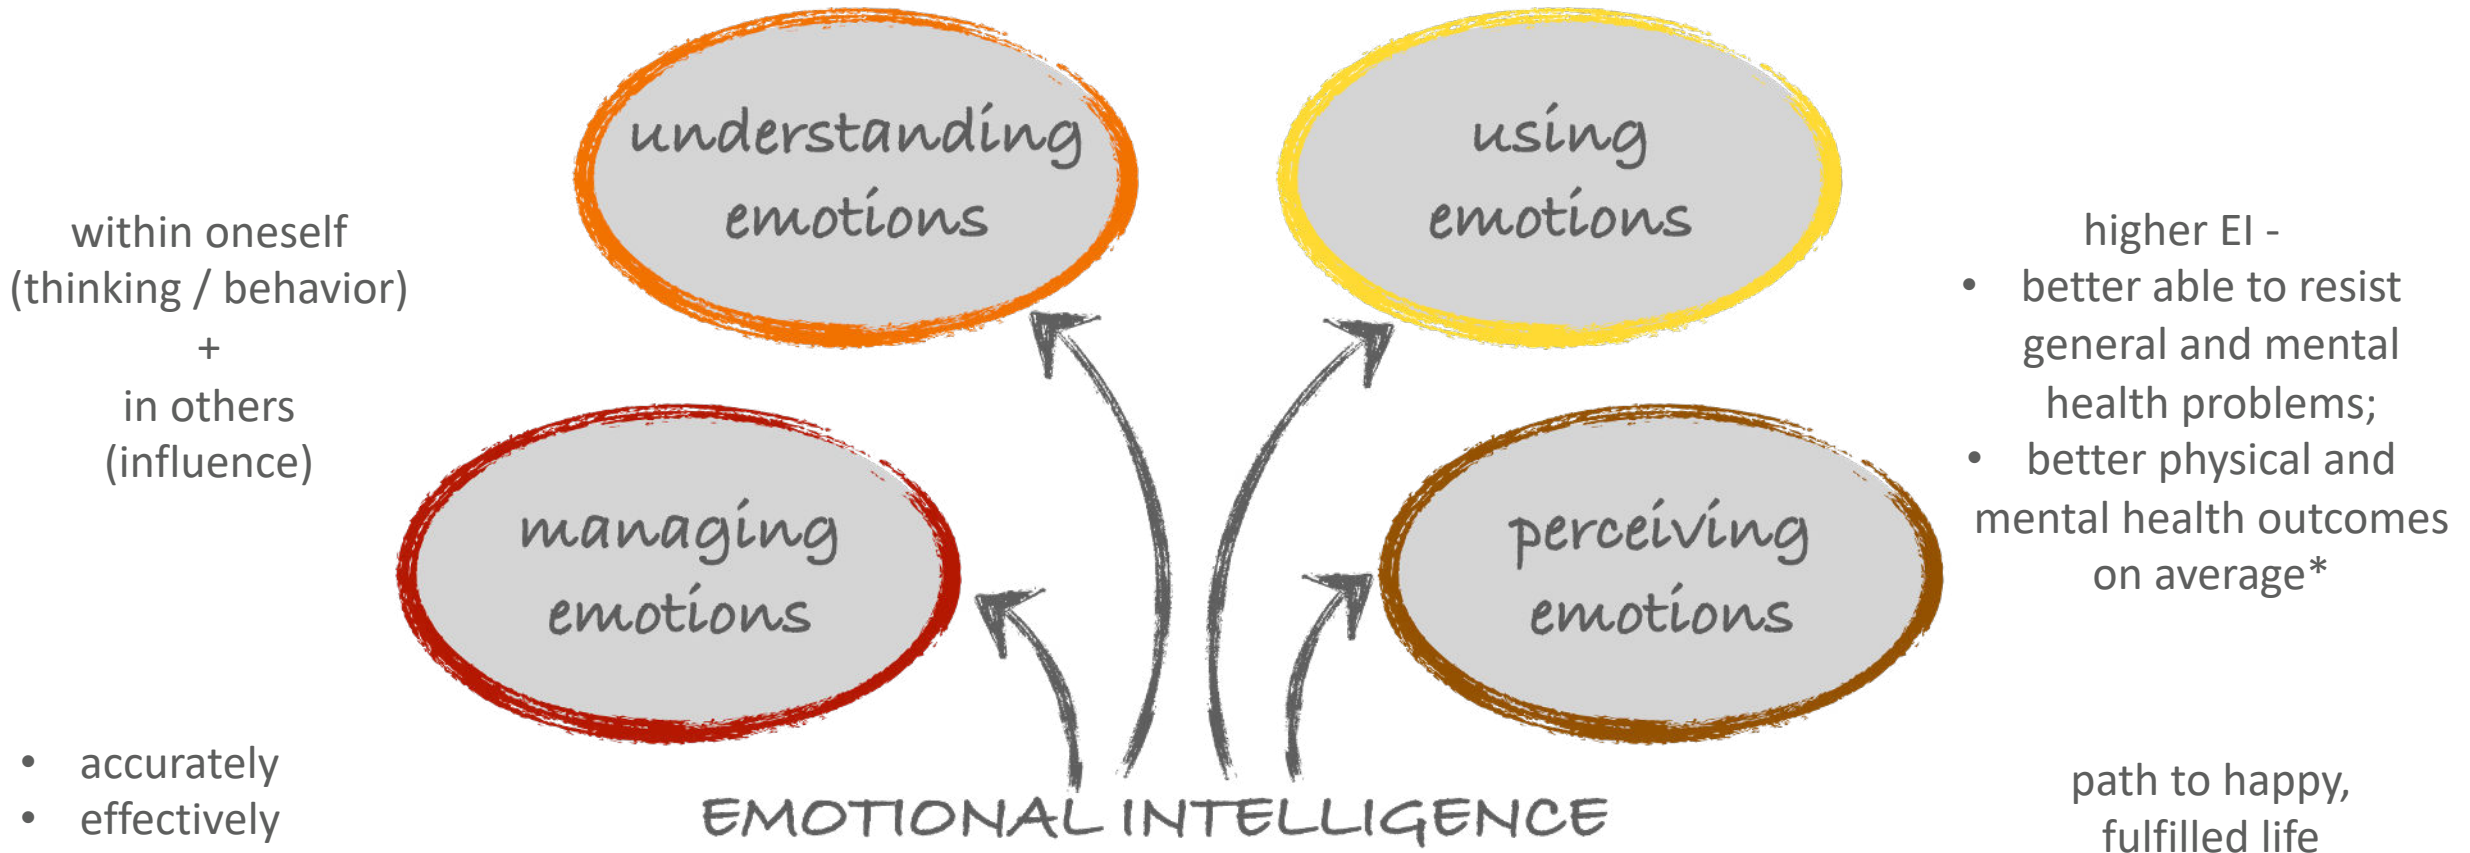 understanding
emotions
using
emotions
within oneself
(thinking / behavior)
+
in others
(influence)
higher EI -
• better able to resist
general and mental
health problems;
• better physical and
mental health outcomes
on average*
managing
emotions
perceiving
emotions
• accurately
• effectively
EMOTIONAL INTELLIGENCE
path to happy,
fulfilled life